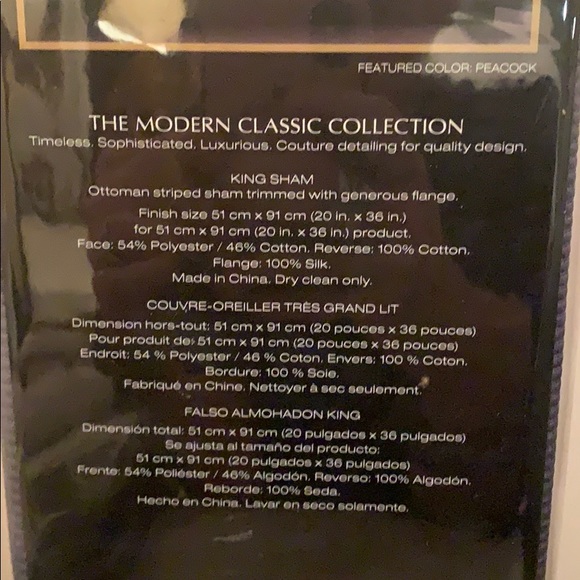 FEATURED COLOR: PEACOCK
THE MODERN CLASSIC COLLECTION
Timeless. Sophisticated. Luxurious. Couture detailing for quality design.
KING SHAM
Ottoman striped sham trimmed with generous flange.
Finish size 51 cm x 91 cm (20 in. x 36 in.)
for 51 cm x 91 cm (20 in. x 36 in.) product.
Face: 54% Polyester / 46% Cotton. Reverse: 100% Cotton.
Flange: 100% Silk.
Made in China. Dry clean only.
COUVRE-OREILLER TRÈS GRAND LIT
Dimension hors-tout: 51 cm x 91 cm (20 pouces x 36 pouces)
Pour produit de: 51 cm x 91 cm (20 pouces x 36 pouces)
Endroit: 54 % Polyester / 46 % Coton. Envers: 100 % Coton.
Bordure: 100 % Soie.
Fabriqué en Chine. Nettoyer à sec seulement.
FALSO ALMOHADON KING
Dimensión total: 51 cm x 91 cm (20 pulgados x 36 pulgados)
Se ajusta al tamaño del producto:
51 cm x 91 cm (20 pulgados x 36 pulgados)
Frente: 54% Poliéster / 46% Algodón. Reverso: 100% Algodón.
Reborde: 100% Seda.
Hecho en China. Lavar en seco solamente.